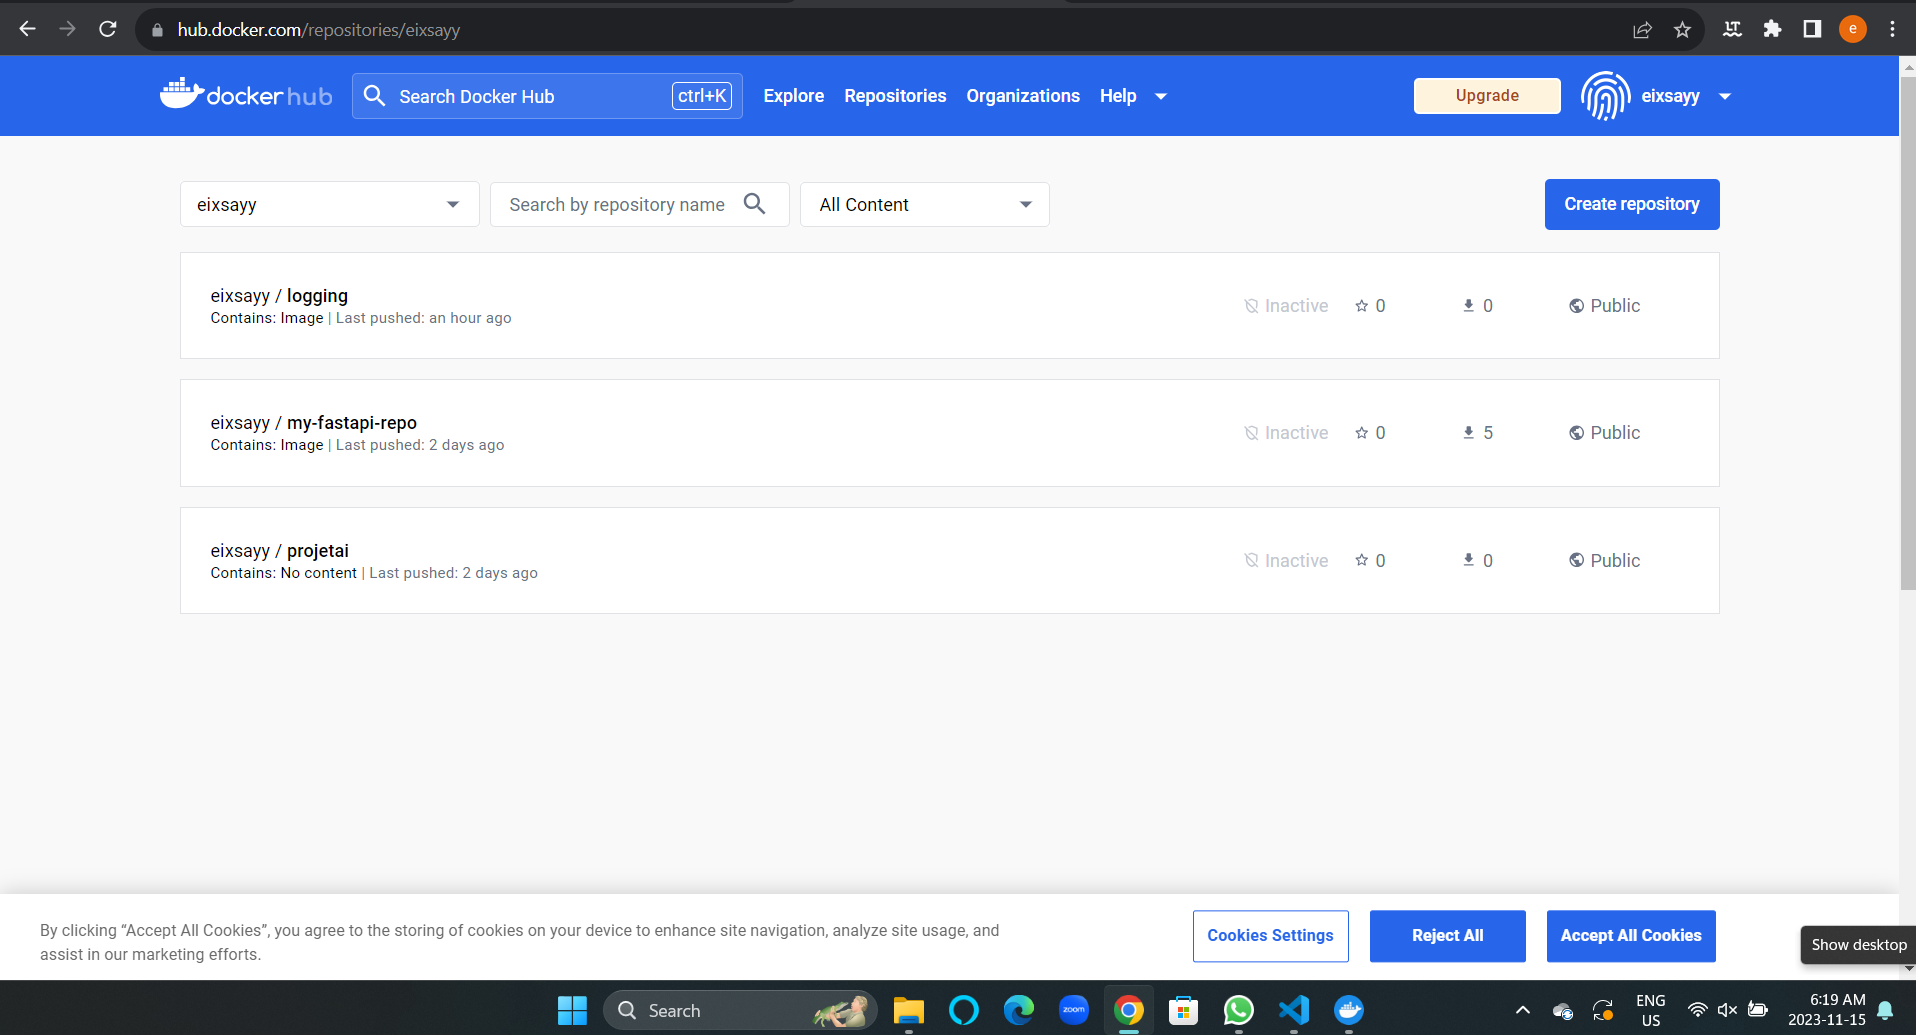 hub.docker.com/repositories/eixsayy
e
docker hub
Search Docker Hub
ctrl+K
Explore
Repositories
Organizations
Help
Upgrade
eixsayy
eixsayy
Search by repository name
All Content
Create repository
eixsayy / logging
Contains: Image | Last pushed: an hour ago
Inactive
0
0
Public
eixsayy / my-fastapi-repo
Contains: Image | Last pushed: 2 days ago
Inactive
0
5
Public
eixsayy / projetai
Contains: No content | Last pushed: 2 days ago
Inactive
0
0
Public
By clicking “Accept All Cookies”, you agree to the storing of cookies on your device to enhance site navigation, analyze site usage, and
assist in our marketing efforts.
Cookies Settings
Reject All
Accept All Cookies
Show desktop
Search
zoom
ENG
US
6:19 AM
2023-11-15